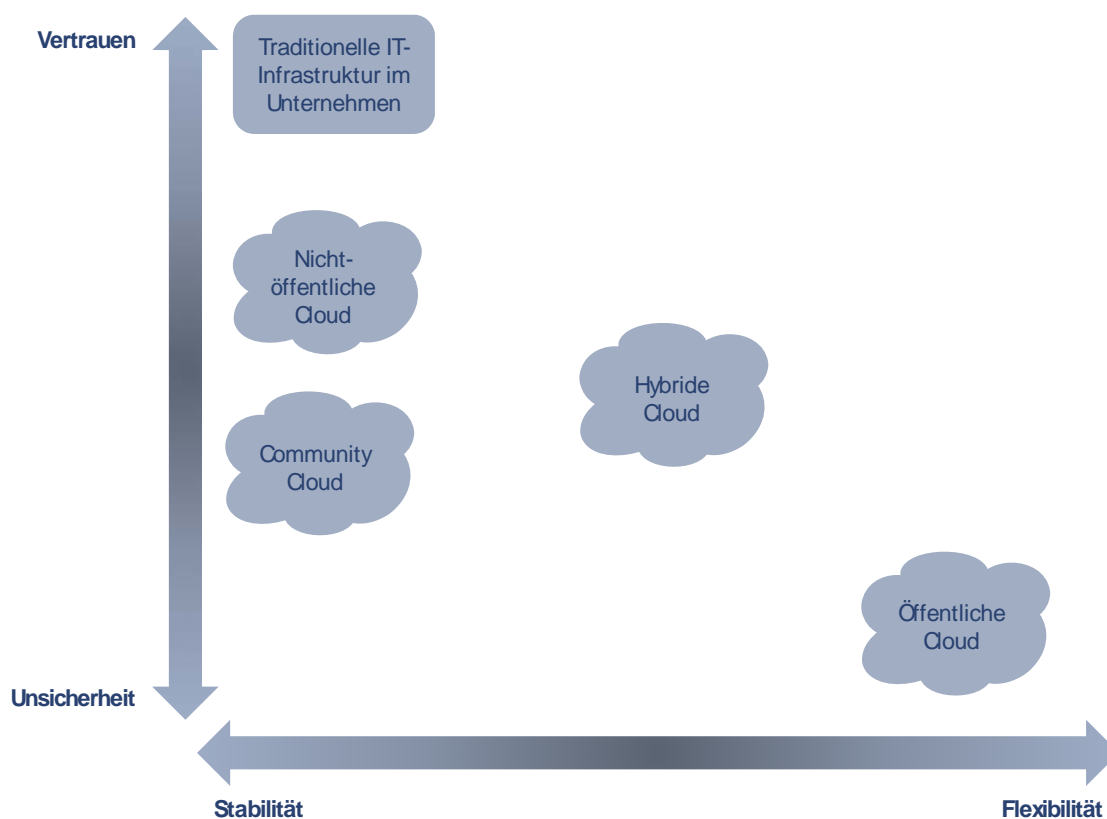 Vertrauen
Traditionelle IT-
Infrastruktur im
Unternehmen
Nicht-
öffentliche
Cloud
Hybride
Cloud
Community
Cloud
Öffentliche
Cloud
Unsicherheit
Stabilität
Flexibilität